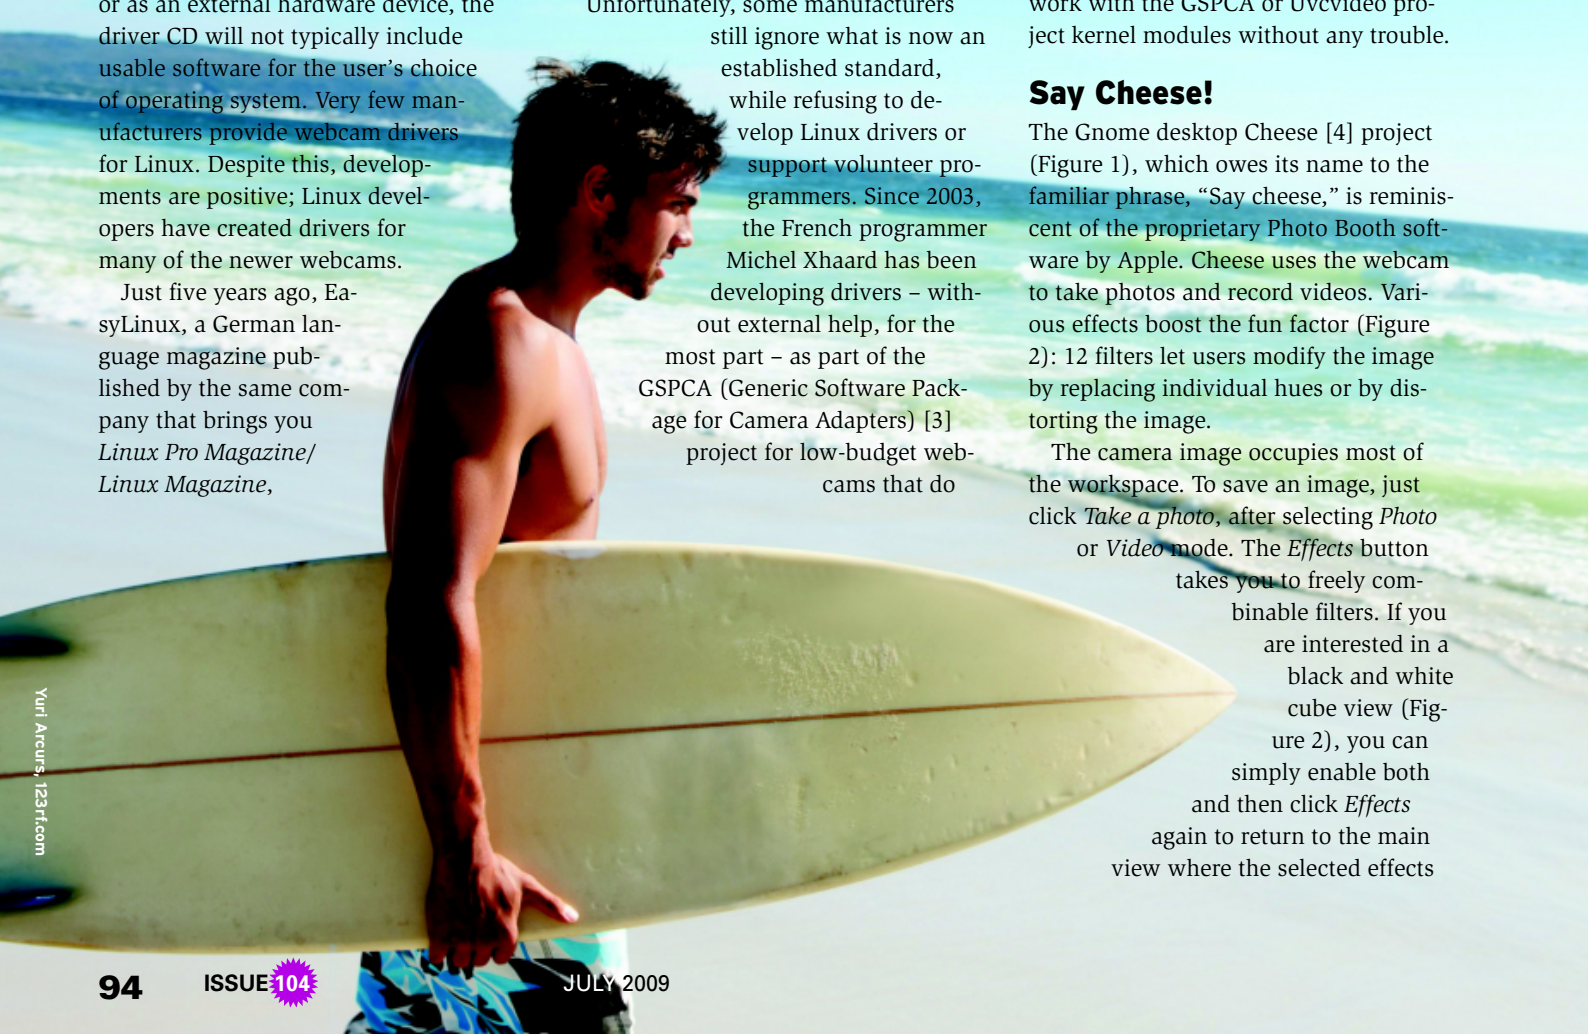 or as an external hardware device, the
driver CD will not typically include
usable software for the user’s choice
of operating system. Very few man-
ufacturers provide webcam drivers
for Linux. Despite this, develop-
ments are positive; Linux devel-
opers have created drivers for
many of the newer webcams.
Just five years ago, Ea-
syLinux, a German lan-
guage magazine pub-
lished by the same com-
pany that brings you
Linux Pro Magazine/
Linux Magazine,
Unfortunately, some manufacturers
still ignore what is now an
established standard,
while refusing to de-
velop Linux drivers or
support volunteer pro-
grammers. Since 2003,
the French programmer
Michel Xhaard has been
developing drivers – with-
out external help, for the
most part – as part of the
GSPCA (Generic Software Pack-
age for Camera Adapters) [3]
project for low-budget web-
cams that do
work with the GSPCA or Uvcvideo pro-
ject kernel modules without any trouble.
Say Cheese!
The Gnome desktop Cheese [4] project
(Figure 1), which owes its name to the
familiar phrase, “Say cheese,” is reminis-
cent of the proprietary Photo Booth soft-
ware by Apple. Cheese uses the webcam
to take photos and record videos. Vari-
ous effects boost the fun factor (Figure
2): 12 filters let users modify the image
by replacing individual hues or by dis-
torting the image.
The camera image occupies most of
the workspace. To save an image, just
click Take a photo, after selecting Photo
or Video mode. The Effects button
takes you to freely com-
binable filters. If you
are interested in a
black and white
cube view (Fig-
ure 2), you can
simply enable both
and then click Effects
again to return to the main
view where the selected effects
Yuri Arcurs, 123rf.com
94 ISSUE 104 JULY 2009